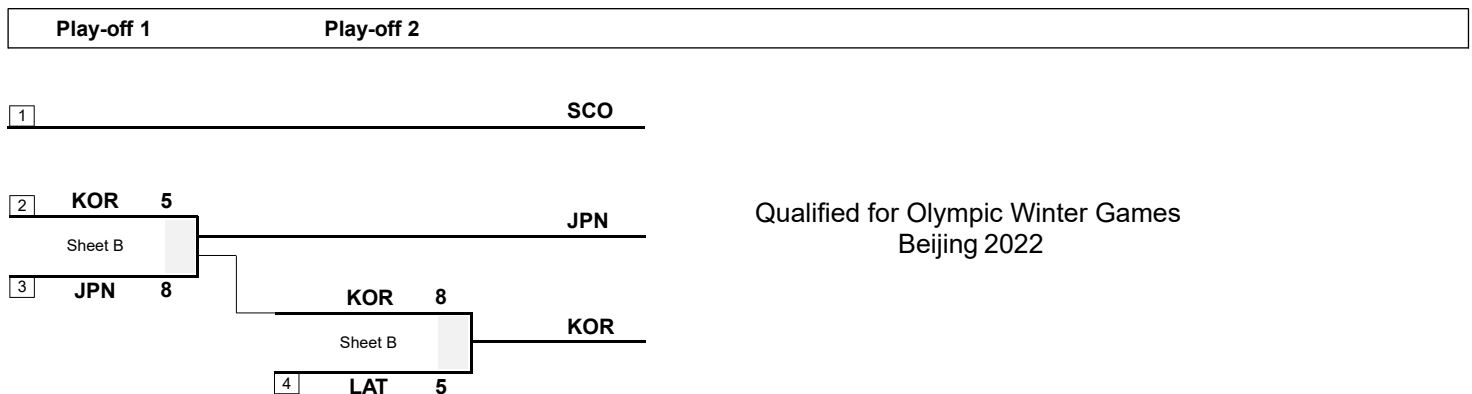 Play-off 1 Play-off 2
1 SCO
2 KOR 5
JPN
Qualified for Olympic Winter Games
Beijing 2022
Sheet B
3 JPN 8
KOR 8
KOR
Sheet B
4 LAT 5